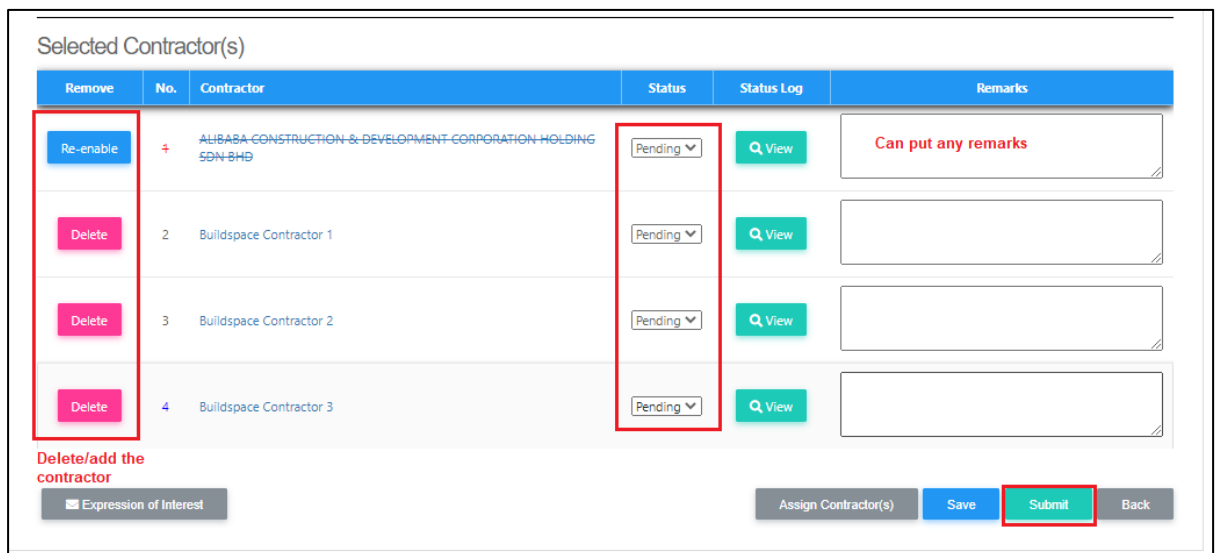 Selected Contractor(s)
Remove No. Contractor Status Status Log Remarks
Re-enable 1 ALIBABA CONSTRUCTION & DEVELOPMENT CORPORATION HOLDING
SDN BHD Pending View Can put any remarks
Delete 2 Buildspace Contractor 1 Pending View
Delete 3 Buildspace Contractor 2 Pending View
Delete 4 Buildspace Contractor 3 Pending View
Delete/add the
contractor
Expression of Interest Assign Contractor(s) Save Submit Back